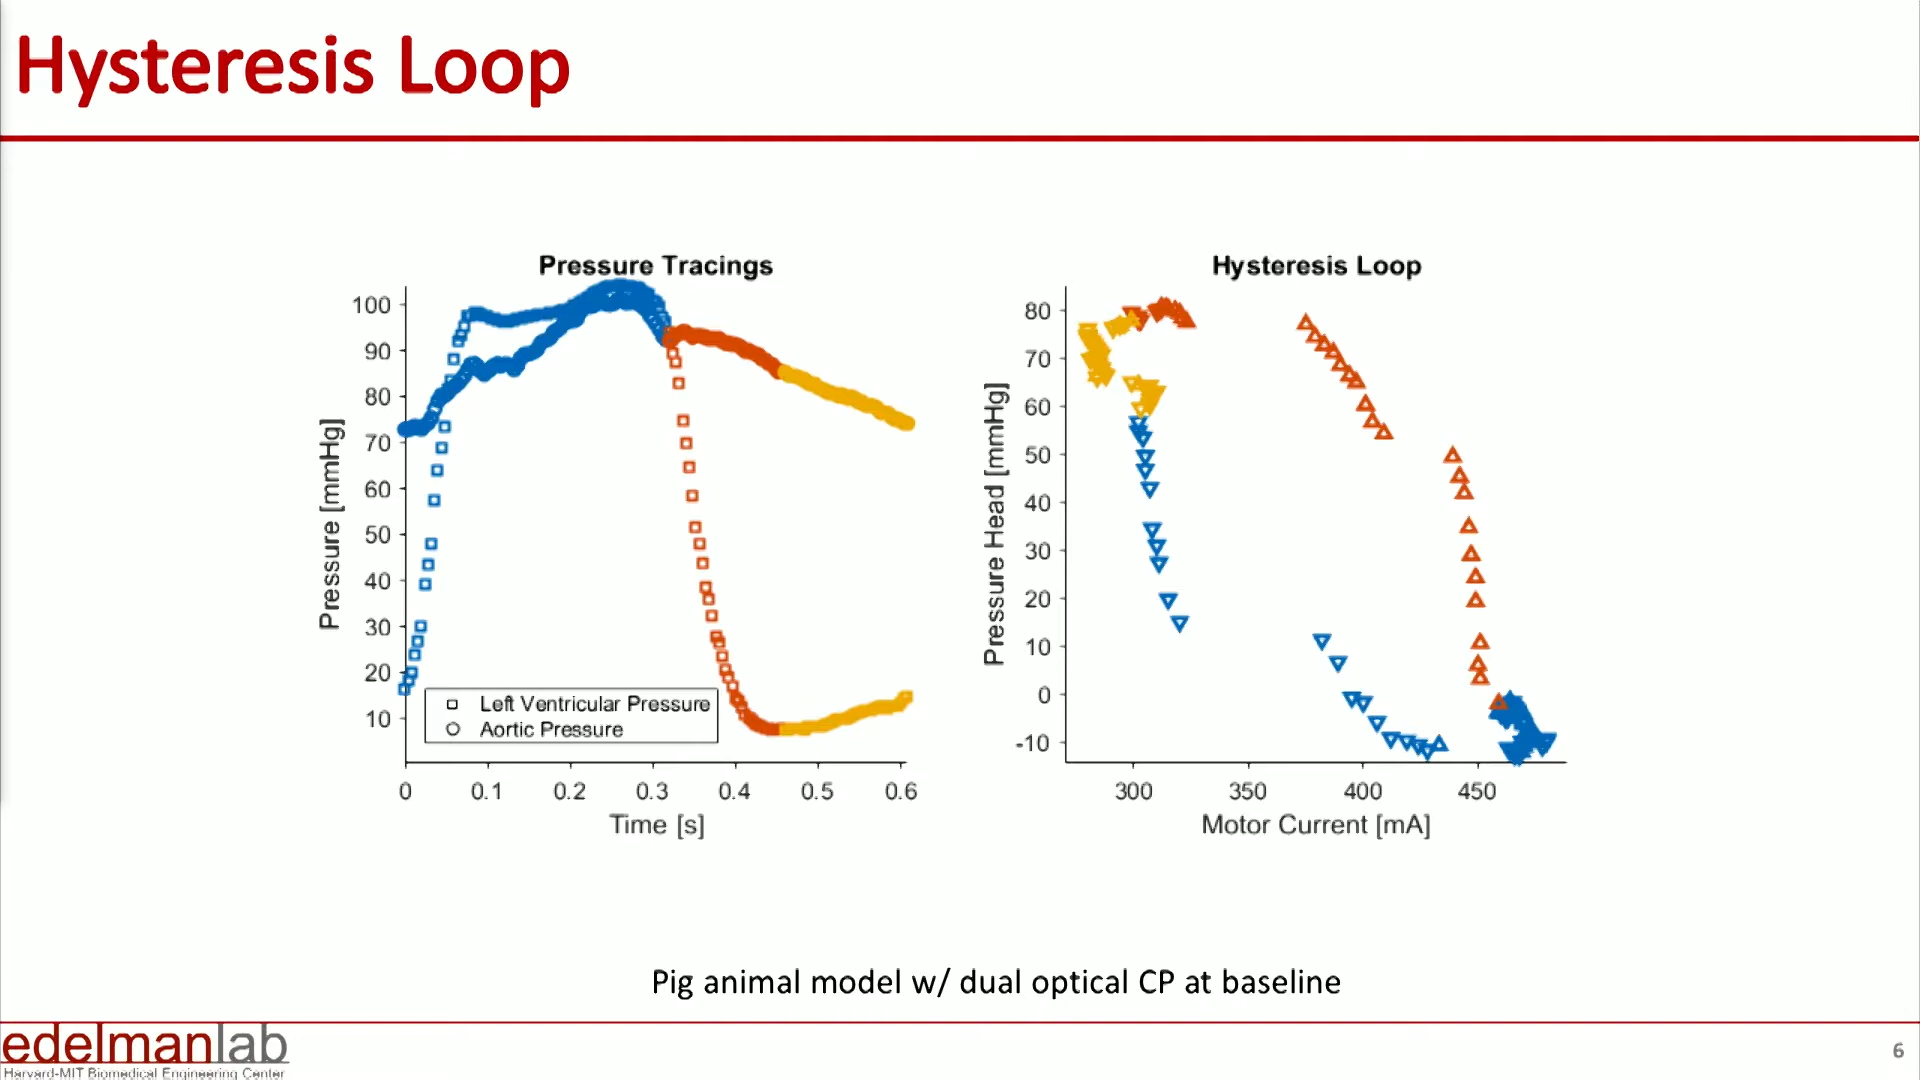 Hysteresis Loop
Pressure Tracings
100
90
80
70
60
50
40
30
20
10
Pressure [mmHg]
Left Ventricular Pressure
Aortic Pressure
0 0.1 0.2 0.3 0.4 0.5 0.6
Time [s]
Hysteresis Loop
80
70
60
50
40
30
20
10
0
-10
Pressure Head [mmHg]
300 350 400 450
Motor Current [mA]
Pig animal model w/ dual optical CP at baseline
edelmanlab
Harvard-MIT Biomedical Engineering Center
6